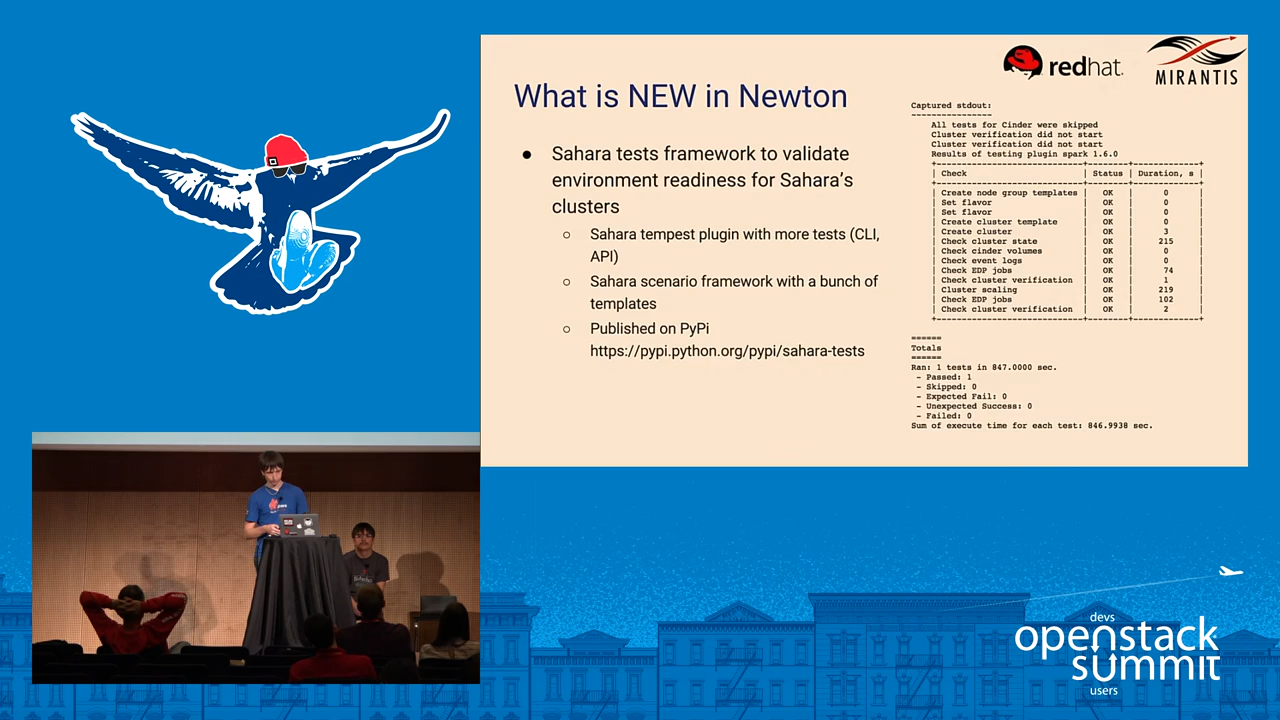 redhat.
MIRANTIS
What is NEW in Newton
● Sahara tests framework to validate
environment readiness for Sahara's
clusters
○ Sahara tempest plugin with more tests (CLI,
API)
○ Sahara scenario framework with a bunch of
templates
○ Published on PyPi
https://pypi.python.org/pypi/sahara-tests
Captured stdout:
----------------
All tests for Cinder were skipped
Cluster verification did not start
Cluster verification did not start
Results of testing plugin spark 1.6.0
| Check | Status | Duration, s |
| Create node group templates | OK | 0
| Set flavor | OK | 0
| Set flavor | OK | 0
| Create cluster template | OK | 0
| Create cluster | OK | 3
| Check cluster state | OK | 215
| Check cinder volumes | OK | 0
| Check event logs | OK | 0
| Check EDP jobs | OK | 74
| Check cluster verification | OK | 1
| Cluster scaling | OK | 219
| Check EDP jobs | OK | 102
| Check cluster verification | OK | 2
======
Totals
======
Ran: 1 tests in 847.0000 sec.
- Passed: 1
- Skipped: 0
- Expected Fail: 0
- Unexpected Success: 0
- Failed: 0
Sum of execute time for each test: 846.9938 sec.
devs
openstack
summit
users